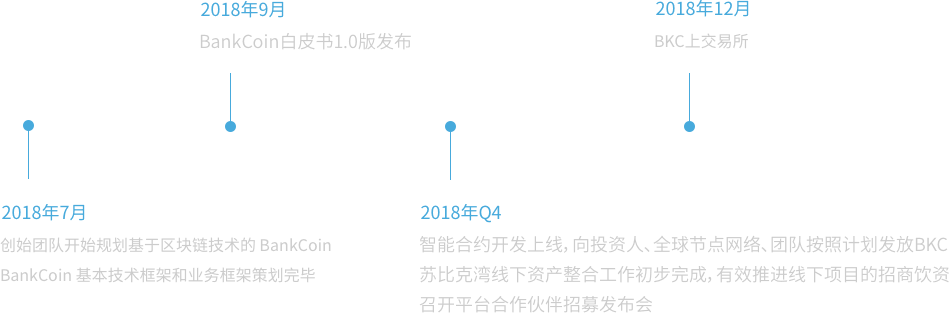 2018年9月
BankCoin白皮书1.0版发布
2018年12月
BKC上交易所
2018年7月
创始团队开始规划基于区块链技术的 BankCoin
BankCoin 基本技术框架和业务框架策划完毕
2018年Q4
智能合约开发上线，向投资人、全球节点网络、团队按照计划发放BKC
苏比克湾线下资产整合工作初步完成，有效推进线下项目的招商饮资
召开平台合作伙伴招募发布会